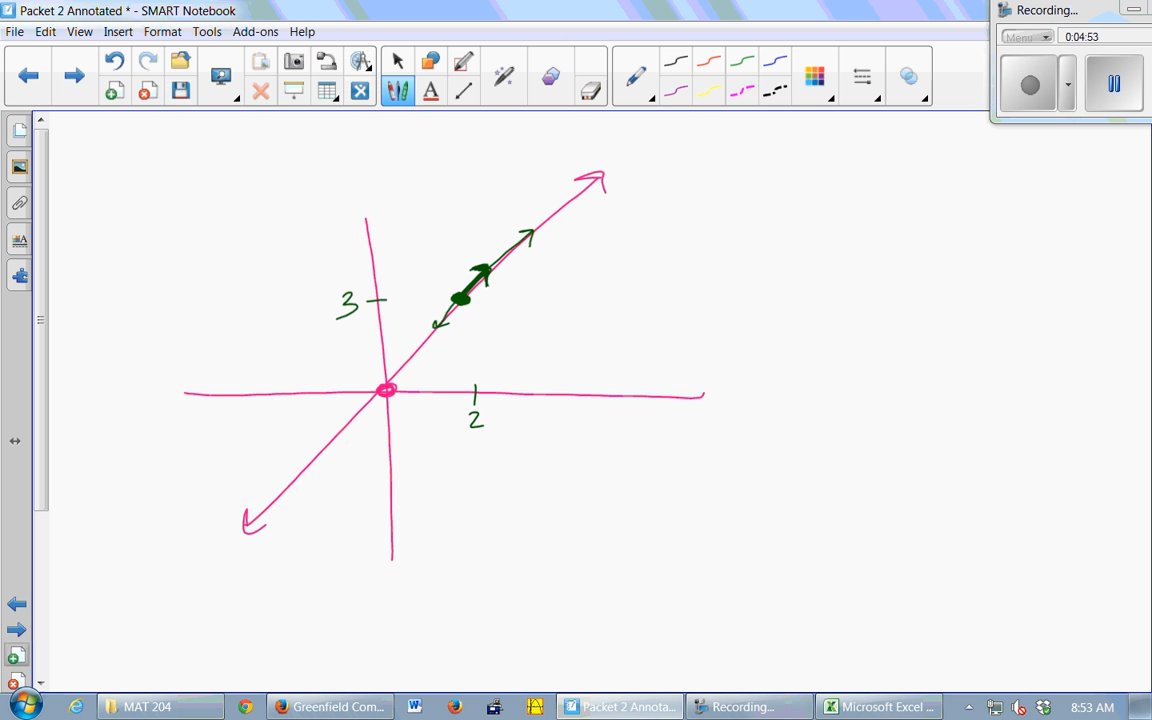 Packet 2 Annotated * - SMART Notebook
Recording...
File Edit View Insert Format Tools Add-ons Help
Menu 0:04:53
3
2
MAT 204 Greenfield Com... Packet 2 Annota... Recording... Microsoft Excel ... 8:53 AM